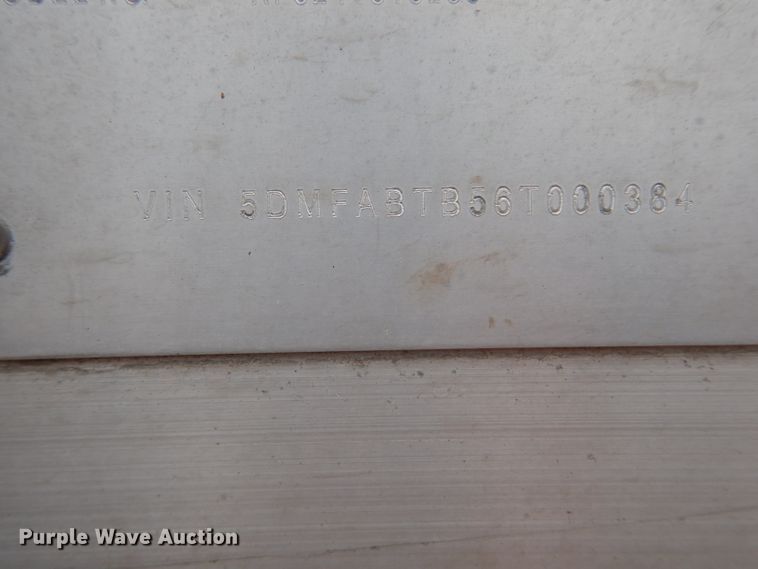 VIN 5DMFABTB56T000384
Purple Wave Auction